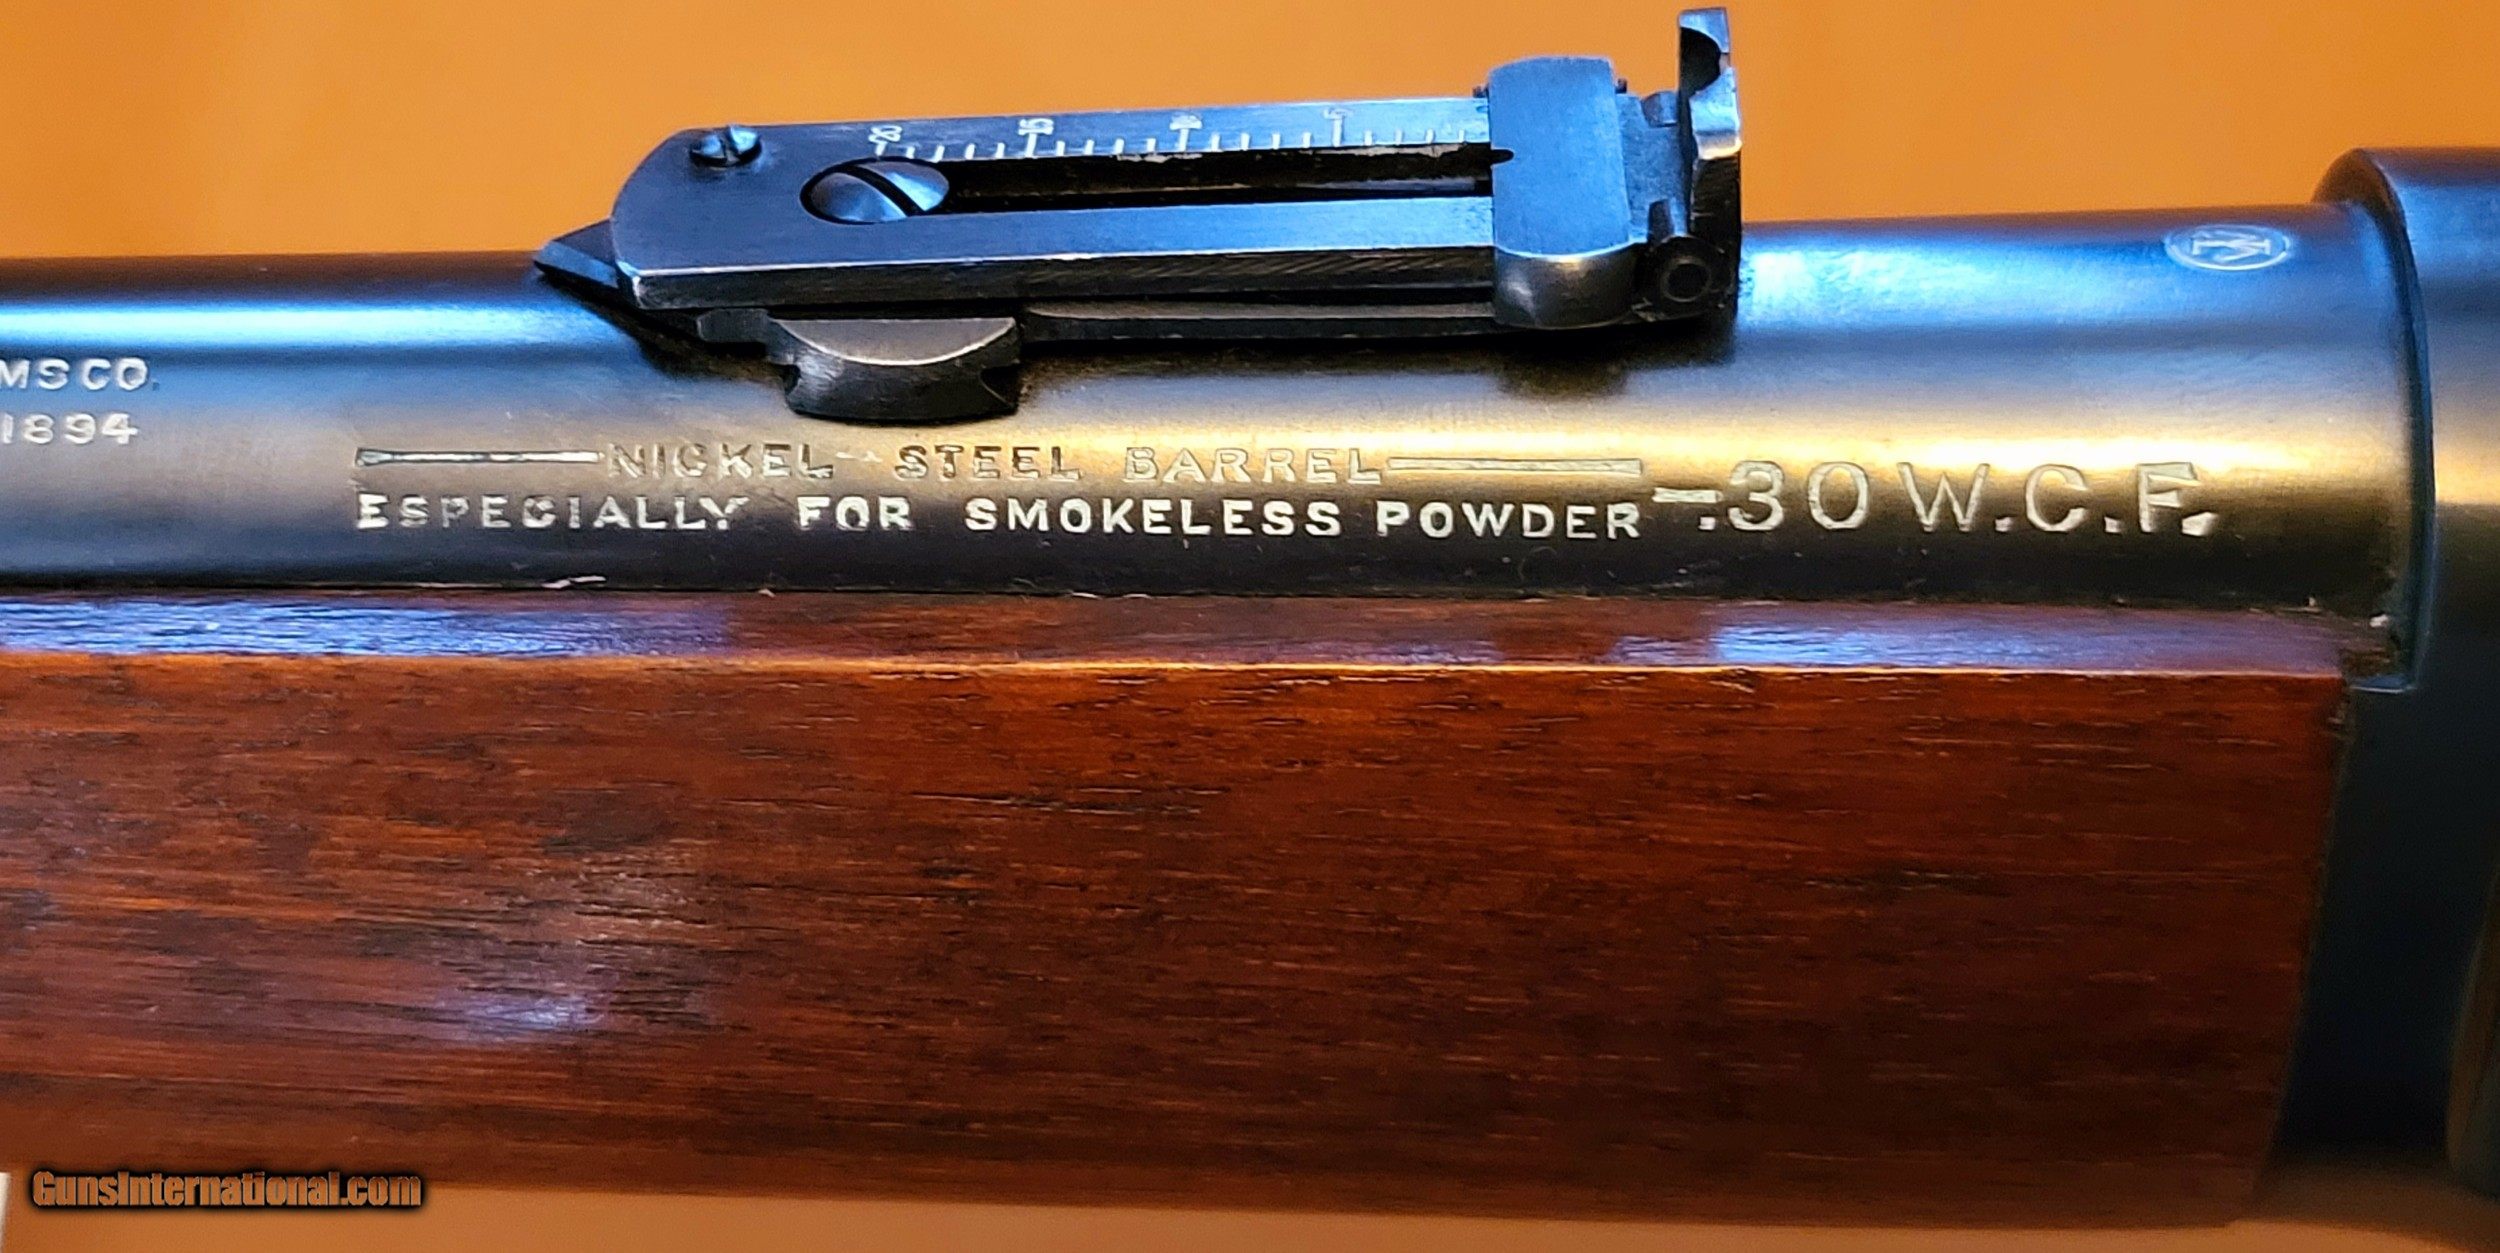 MS CO.
1894
NICKEL STEEL BARREL
ESPECIALLY FOR SMOKELESS POWDER -.30 W.C.F.
GunsInternational.com